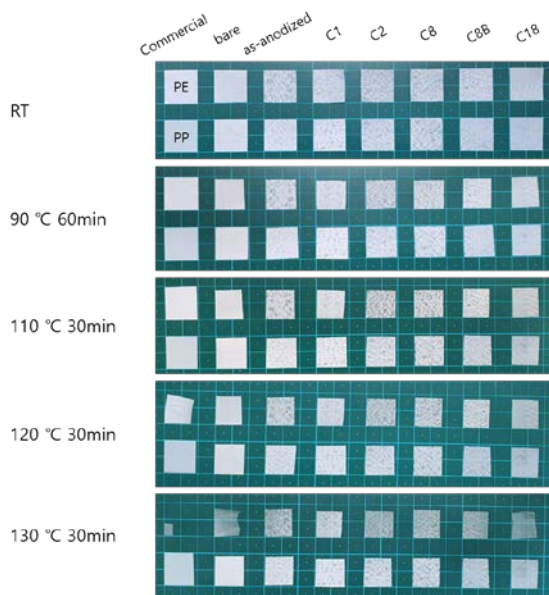 Commercial bare as-anodized C1 C2 C8 C8B C18
RT
PE
PP
90 ℃ 60min
110 ℃ 30min
120 ℃ 30min
130 ℃ 30min